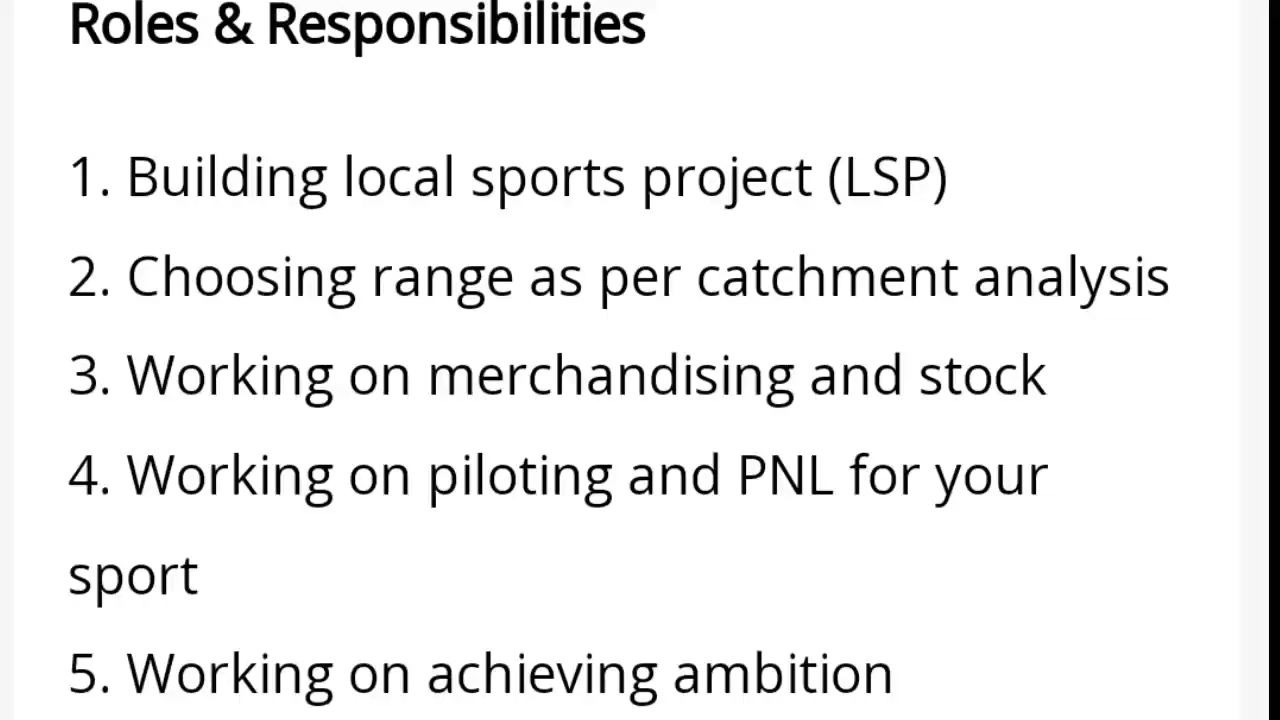 Roles & Responsibilities
1. Building local sports project (LSP)
2. Choosing range as per catchment analysis
3. Working on merchandising and stock
4. Working on piloting and PNL for your
sport
5. Working on achieving ambition